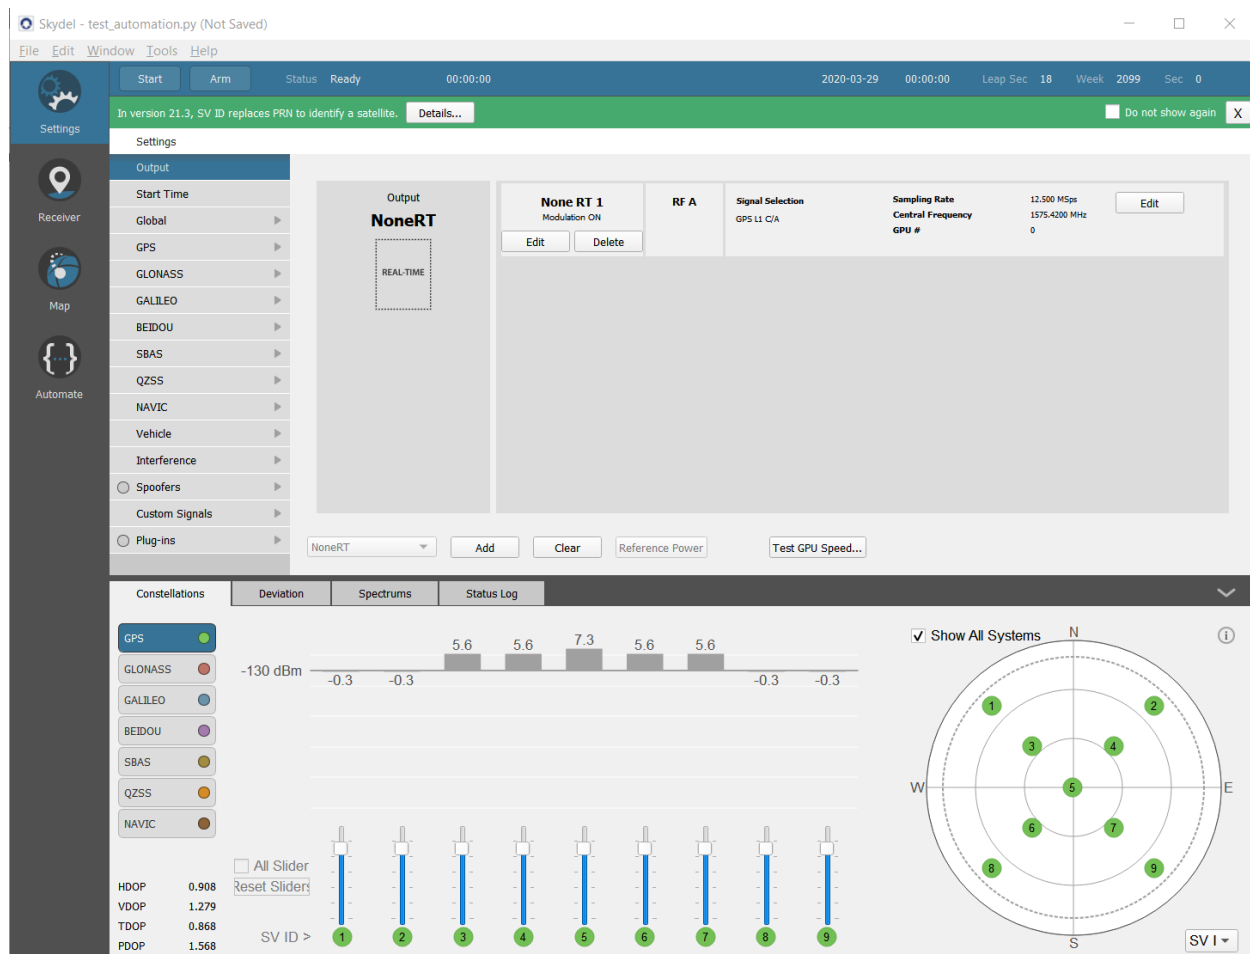 Skydel - test_automation.py (Not Saved)
File Edit Window Tools Help
Start Arm Status Ready 00:00:00 2020-03-29 00:00:00 Leap Sec 18 Week 2099 Sec 0
In version 21.3, SV ID replaces PRN to identify a satellite. Details... Do not show again X
Settings
Receiver
Map
Automate
Settings
Output
Start Time
Global
GPS
GLONASS
GALILEO
BEIDOU
SBAS
QZSS
NAVIC
Vehicle
Interference
Spoofers
Custom Signals
Plug-ins
Output
NoneRT
REAL-TIME
None RT 1
Modulation ON
Edit Delete
RF A
Signal Selection
GPS L1 C/A
Sampling Rate 12.500 MSps
Central Frequency 1575.4200 MHz
GPU # 0
Edit
NoneRT Add Clear Reference Power Test GPU Speed...
Constellations Deviation Spectrums Status Log
GPS
GLONASS
GALILEO
BEIDOU
SBAS
QZSS
NAVIC
HDOP 0.908
VDOP 1.279
TDOP 0.868
PDOP 1.568
5.6 5.6 7.3 5.6 5.6
-130 dBm
-0.3 -0.3 -0.3 -0.3
All Slider
Reset Sliders
SV ID > 1 2 3 4 5 6 7 8 9
Show All Systems
N
1 2
3 4
W 5 E
6 7
8 9
S
SV I